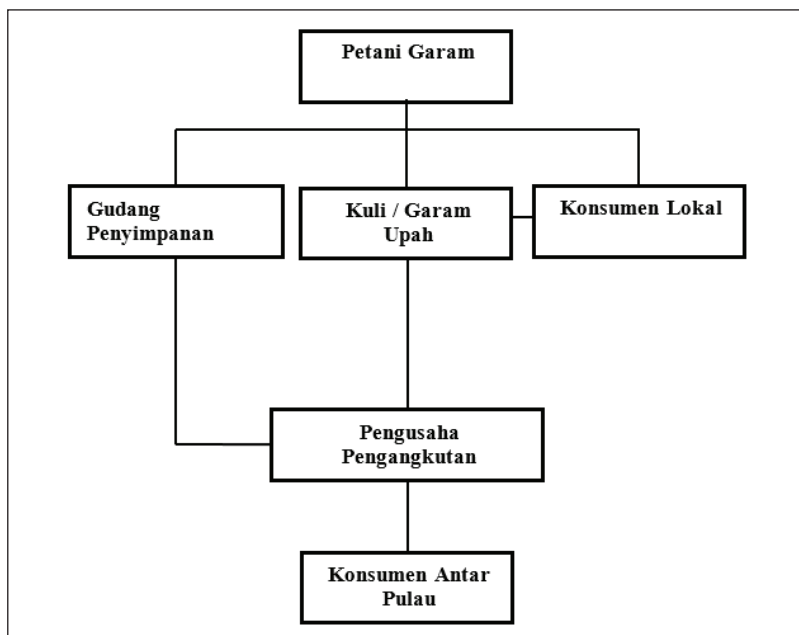 Petani Garam
Gudang
Penyimpanan
Kuli / Garam
Upah
Konsumen Lokal
Pengusaha
Pengangkutan
Konsumen Antar
Pulau